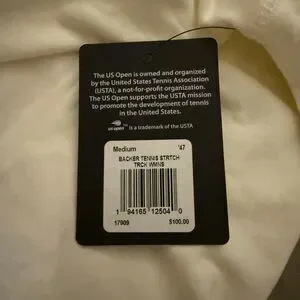 The US Open is owned and organized
by the United States Tennis Association
(USTA), a not-for-profit organization.
The US Open supports the USTA mission
to promote the development of tennis
in the United States.
us open is a trademark of the USTA
Medium '47
BACKER TENNIS STRTCH
TRCK WMNS
1 94165 12504 0
17909 $100.00